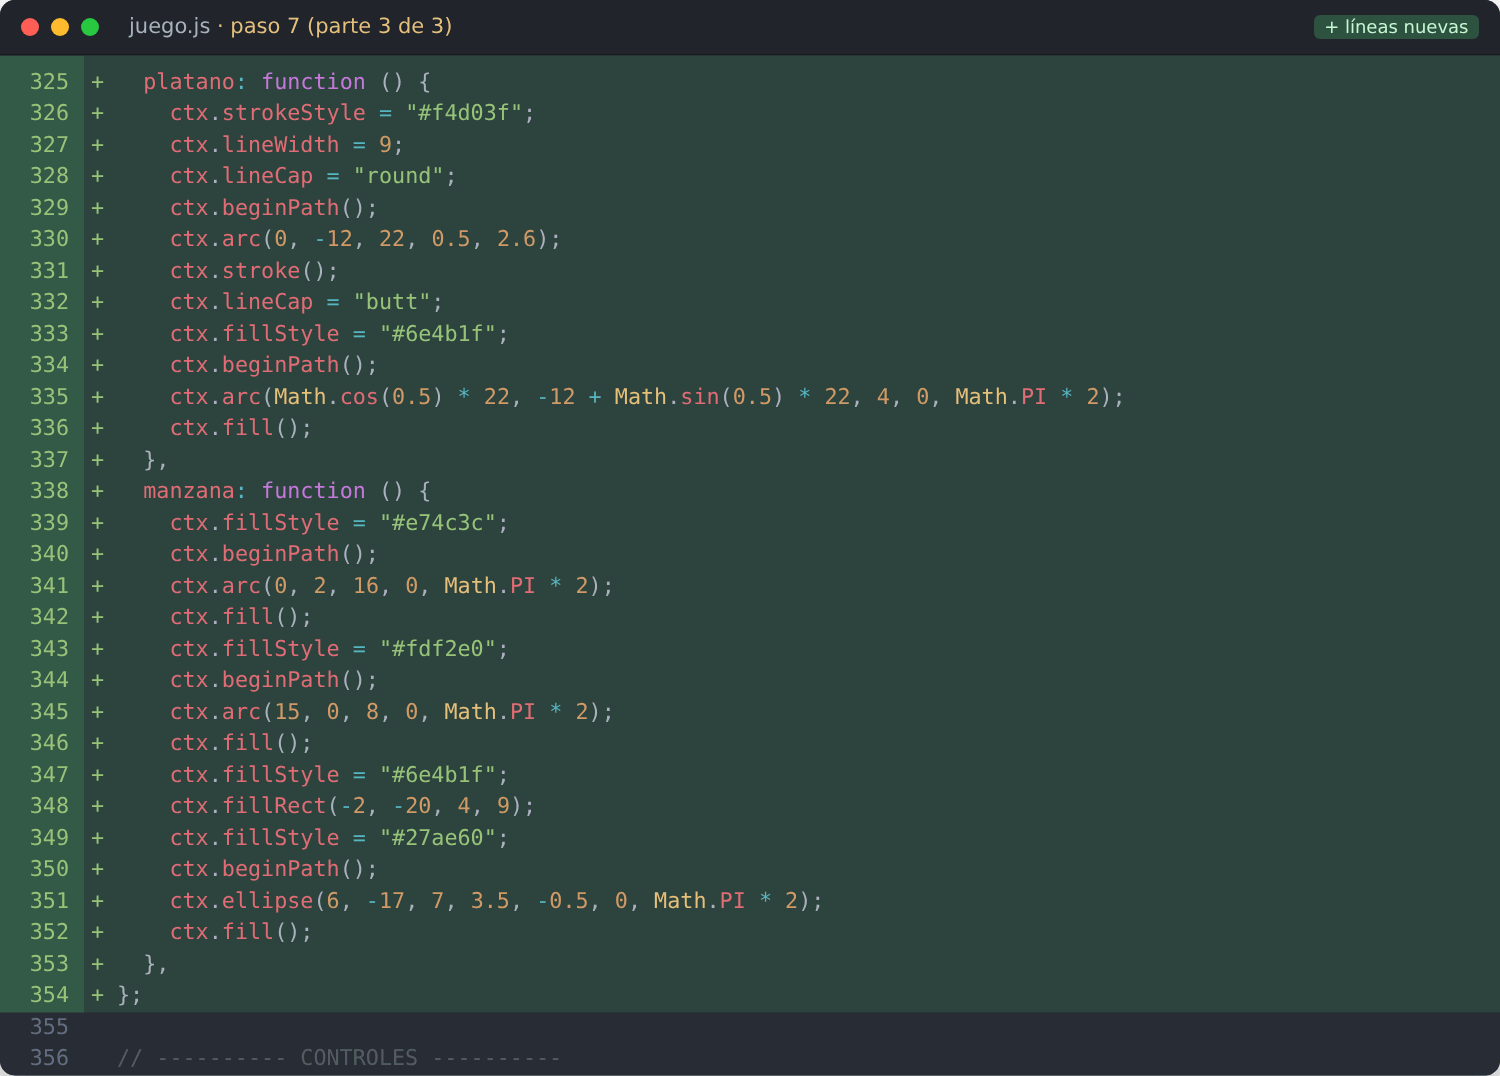 juego.js · paso 7 (parte 3 de 3)
+ líneas nuevas
325 + platano: function () {
326 + ctx.strokeStyle = "#f4d03f";
327 + ctx.lineWidth = 9;
328 + ctx.lineCap = "round";
329 + ctx.beginPath();
330 + ctx.arc(0, -12, 22, 0.5, 2.6);
331 + ctx.stroke();
332 + ctx.lineCap = "butt";
333 + ctx.fillStyle = "#6e4b1f";
334 + ctx.beginPath();
335 + ctx.arc(Math.cos(0.5) * 22, -12 + Math.sin(0.5) * 22, 4, 0, Math.PI * 2);
336 + ctx.fill();
337 + },
338 + manzana: function () {
339 + ctx.fillStyle = "#e74c3c";
340 + ctx.beginPath();
341 + ctx.arc(0, 2, 16, 0, Math.PI * 2);
342 + ctx.fill();
343 + ctx.fillStyle = "#fdf2e0";
344 + ctx.beginPath();
345 + ctx.arc(15, 0, 8, 0, Math.PI * 2);
346 + ctx.fill();
347 + ctx.fillStyle = "#6e4b1f";
348 + ctx.fillRect(-2, -20, 4, 9);
349 + ctx.fillStyle = "#27ae60";
350 + ctx.beginPath();
351 + ctx.ellipse(6, -17, 7, 3.5, -0.5, 0, Math.PI * 2);
352 + ctx.fill();
353 + },
354 + };
355
356 // ---------- CONTROLES ----------